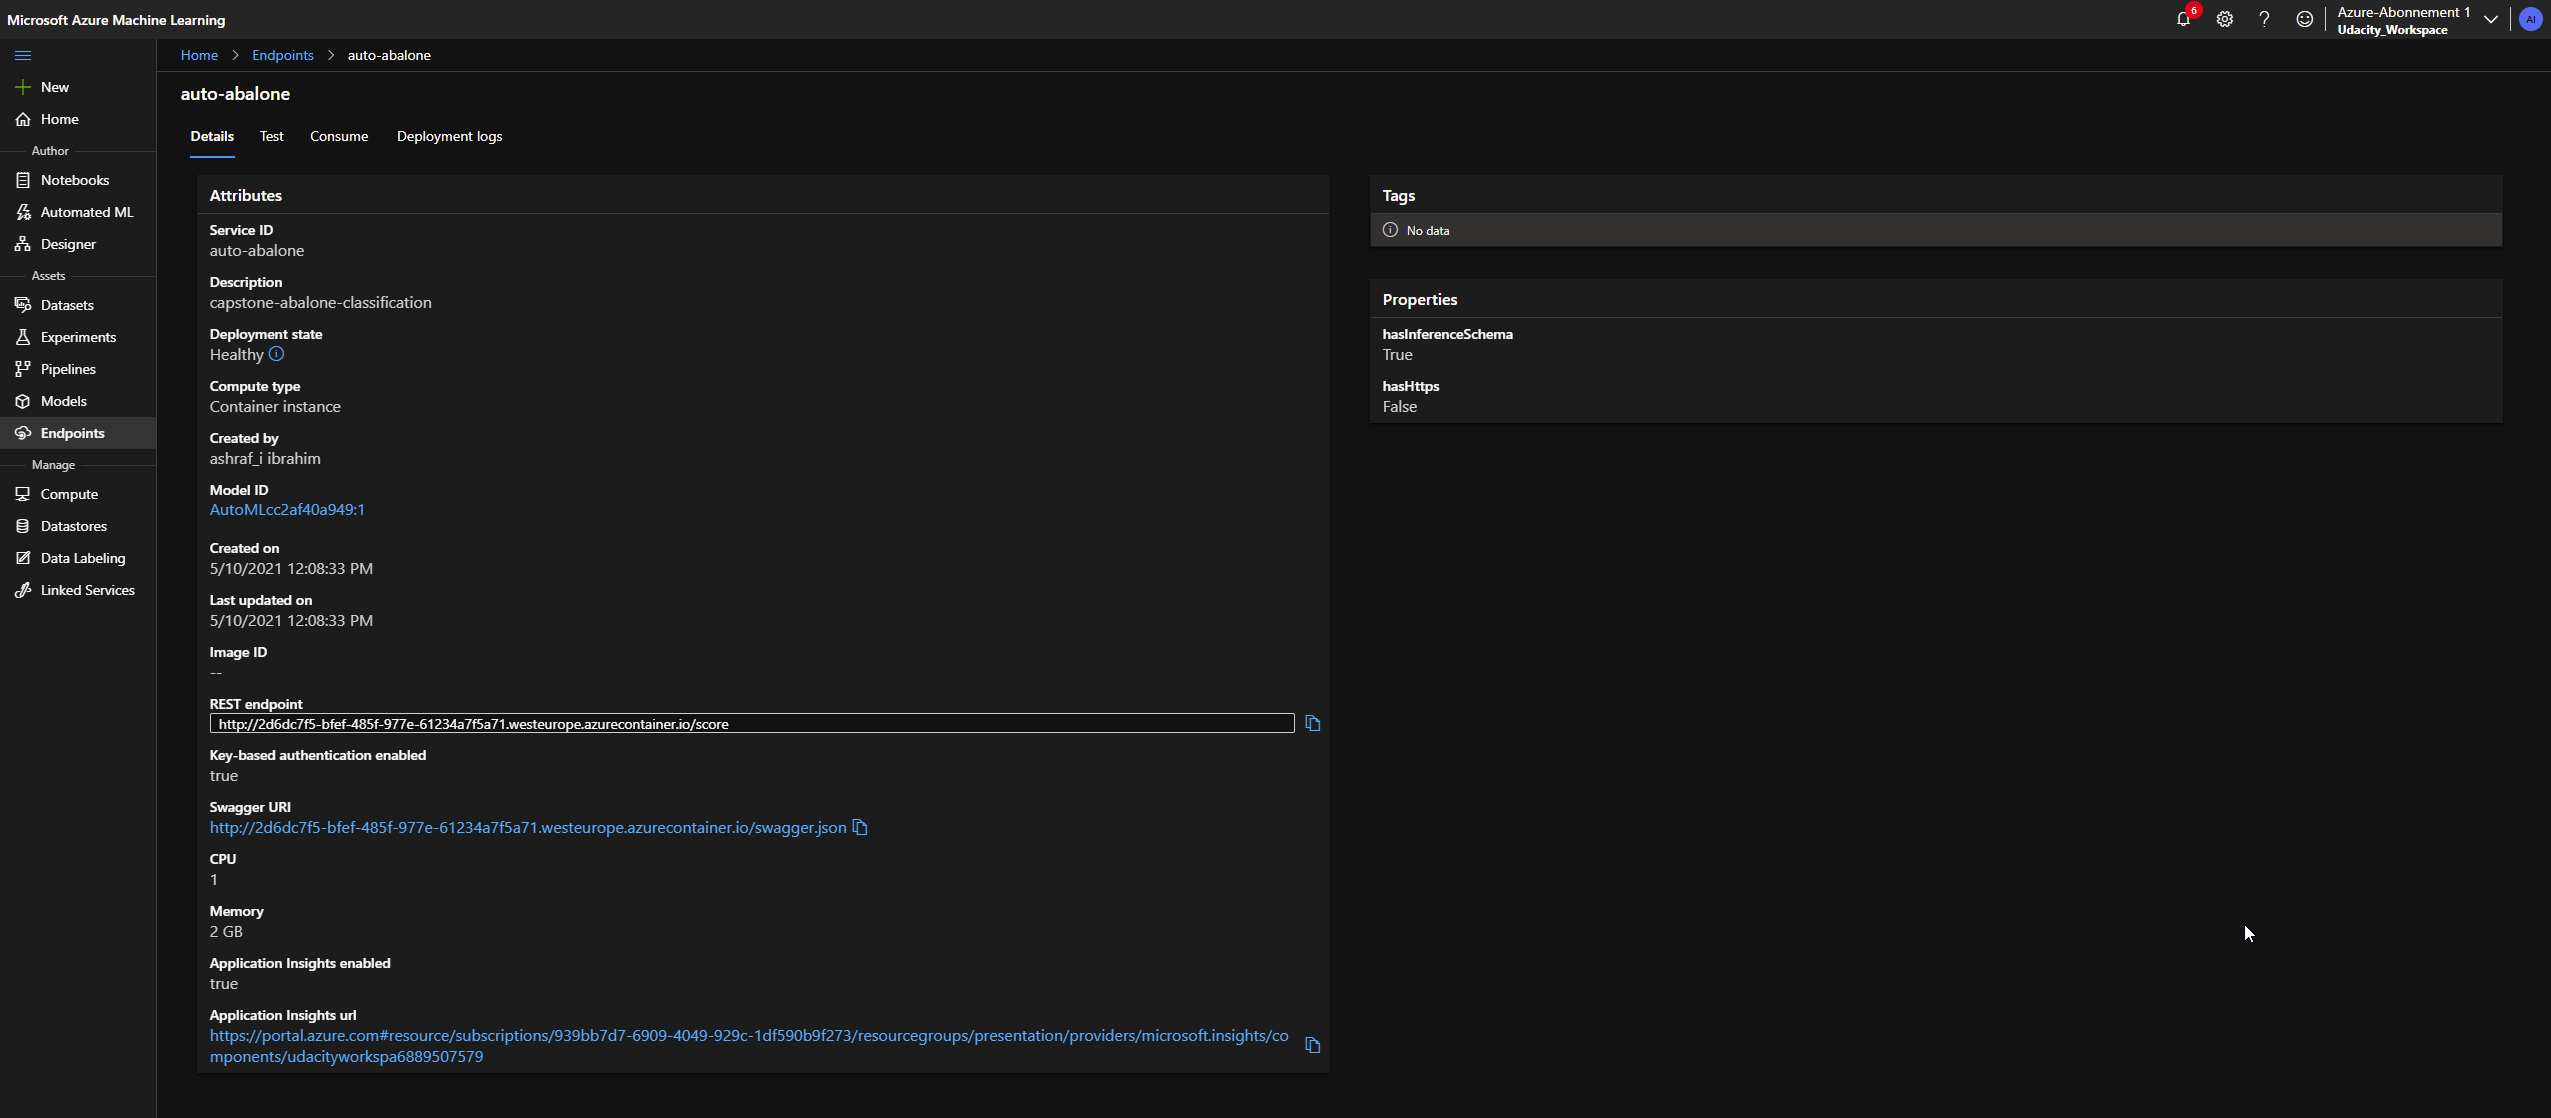 Microsoft Azure Machine Learning
6
Azure-Abonnement 1
Udacity_Workspace
AI
New
Home
Author
Notebooks
Automated ML
Designer
Assets
Datasets
Experiments
Pipelines
Models
Endpoints
Manage
Compute
Datastores
Data Labeling
Linked Services
Home > Endpoints > auto-abalone
auto-abalone
Details Test Consume Deployment logs
Attributes
Service ID
auto-abalone
Description
capstone-abalone-classification
Deployment state
Healthy
Compute type
Container instance
Created by
ashraf_i ibrahim
Model ID
AutoMLcc2af40a949:1
Created on
5/10/2021 12:08:33 PM
Last updated on
5/10/2021 12:08:33 PM
Image ID
--
REST endpoint
http://2d6dc7f5-bfef-485f-977e-61234a7f5a71.westeurope.azurecontainer.io/score
Key-based authentication enabled
true
Swagger URI
http://2d6dc7f5-bfef-485f-977e-61234a7f5a71.westeurope.azurecontainer.io/swagger.json
CPU
1
Memory
2 GB
Application Insights enabled
true
Application Insights url
https://portal.azure.com#resource/subscriptions/939bb7d7-6909-4049-929c-1df590b9f273/resourcegroups/presentation/providers/microsoft.insights/co
mponents/udacityworkspa6889507579
Tags
No data
Properties
hasInferenceSchema
True
hasHttps
False